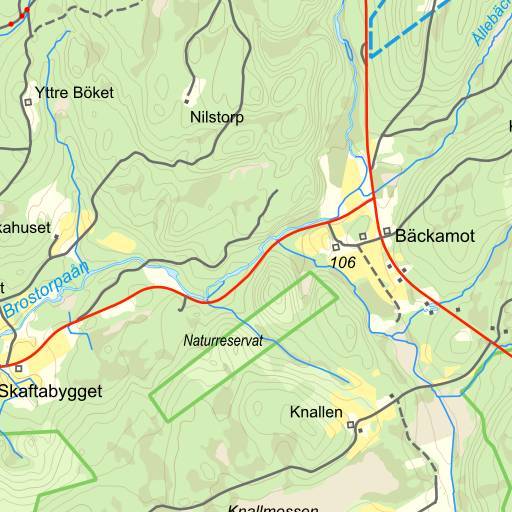 Yttre Böket
Nilstorp
Bäckamot
106
Brostorpaån
Naturreservat
Skaftabygget
Knallen
Knallmossen